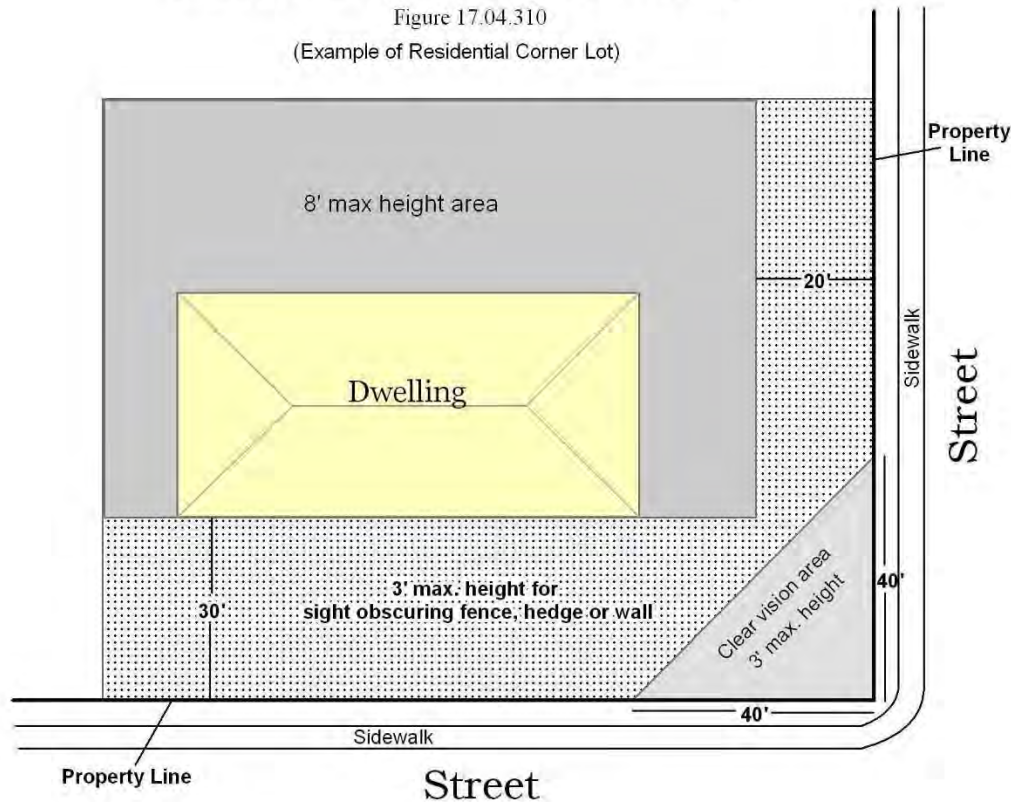 Figure 17.04.310
(Example of Residential Corner Lot)
Property
Line
8' max height area
20'
Sidewalk
Street
Dwelling
3' max. height for
sight obscuring fence, hedge or wall
30'
Clear vision area
3' max. height
40'
40'
Sidewalk
Property Line
Street